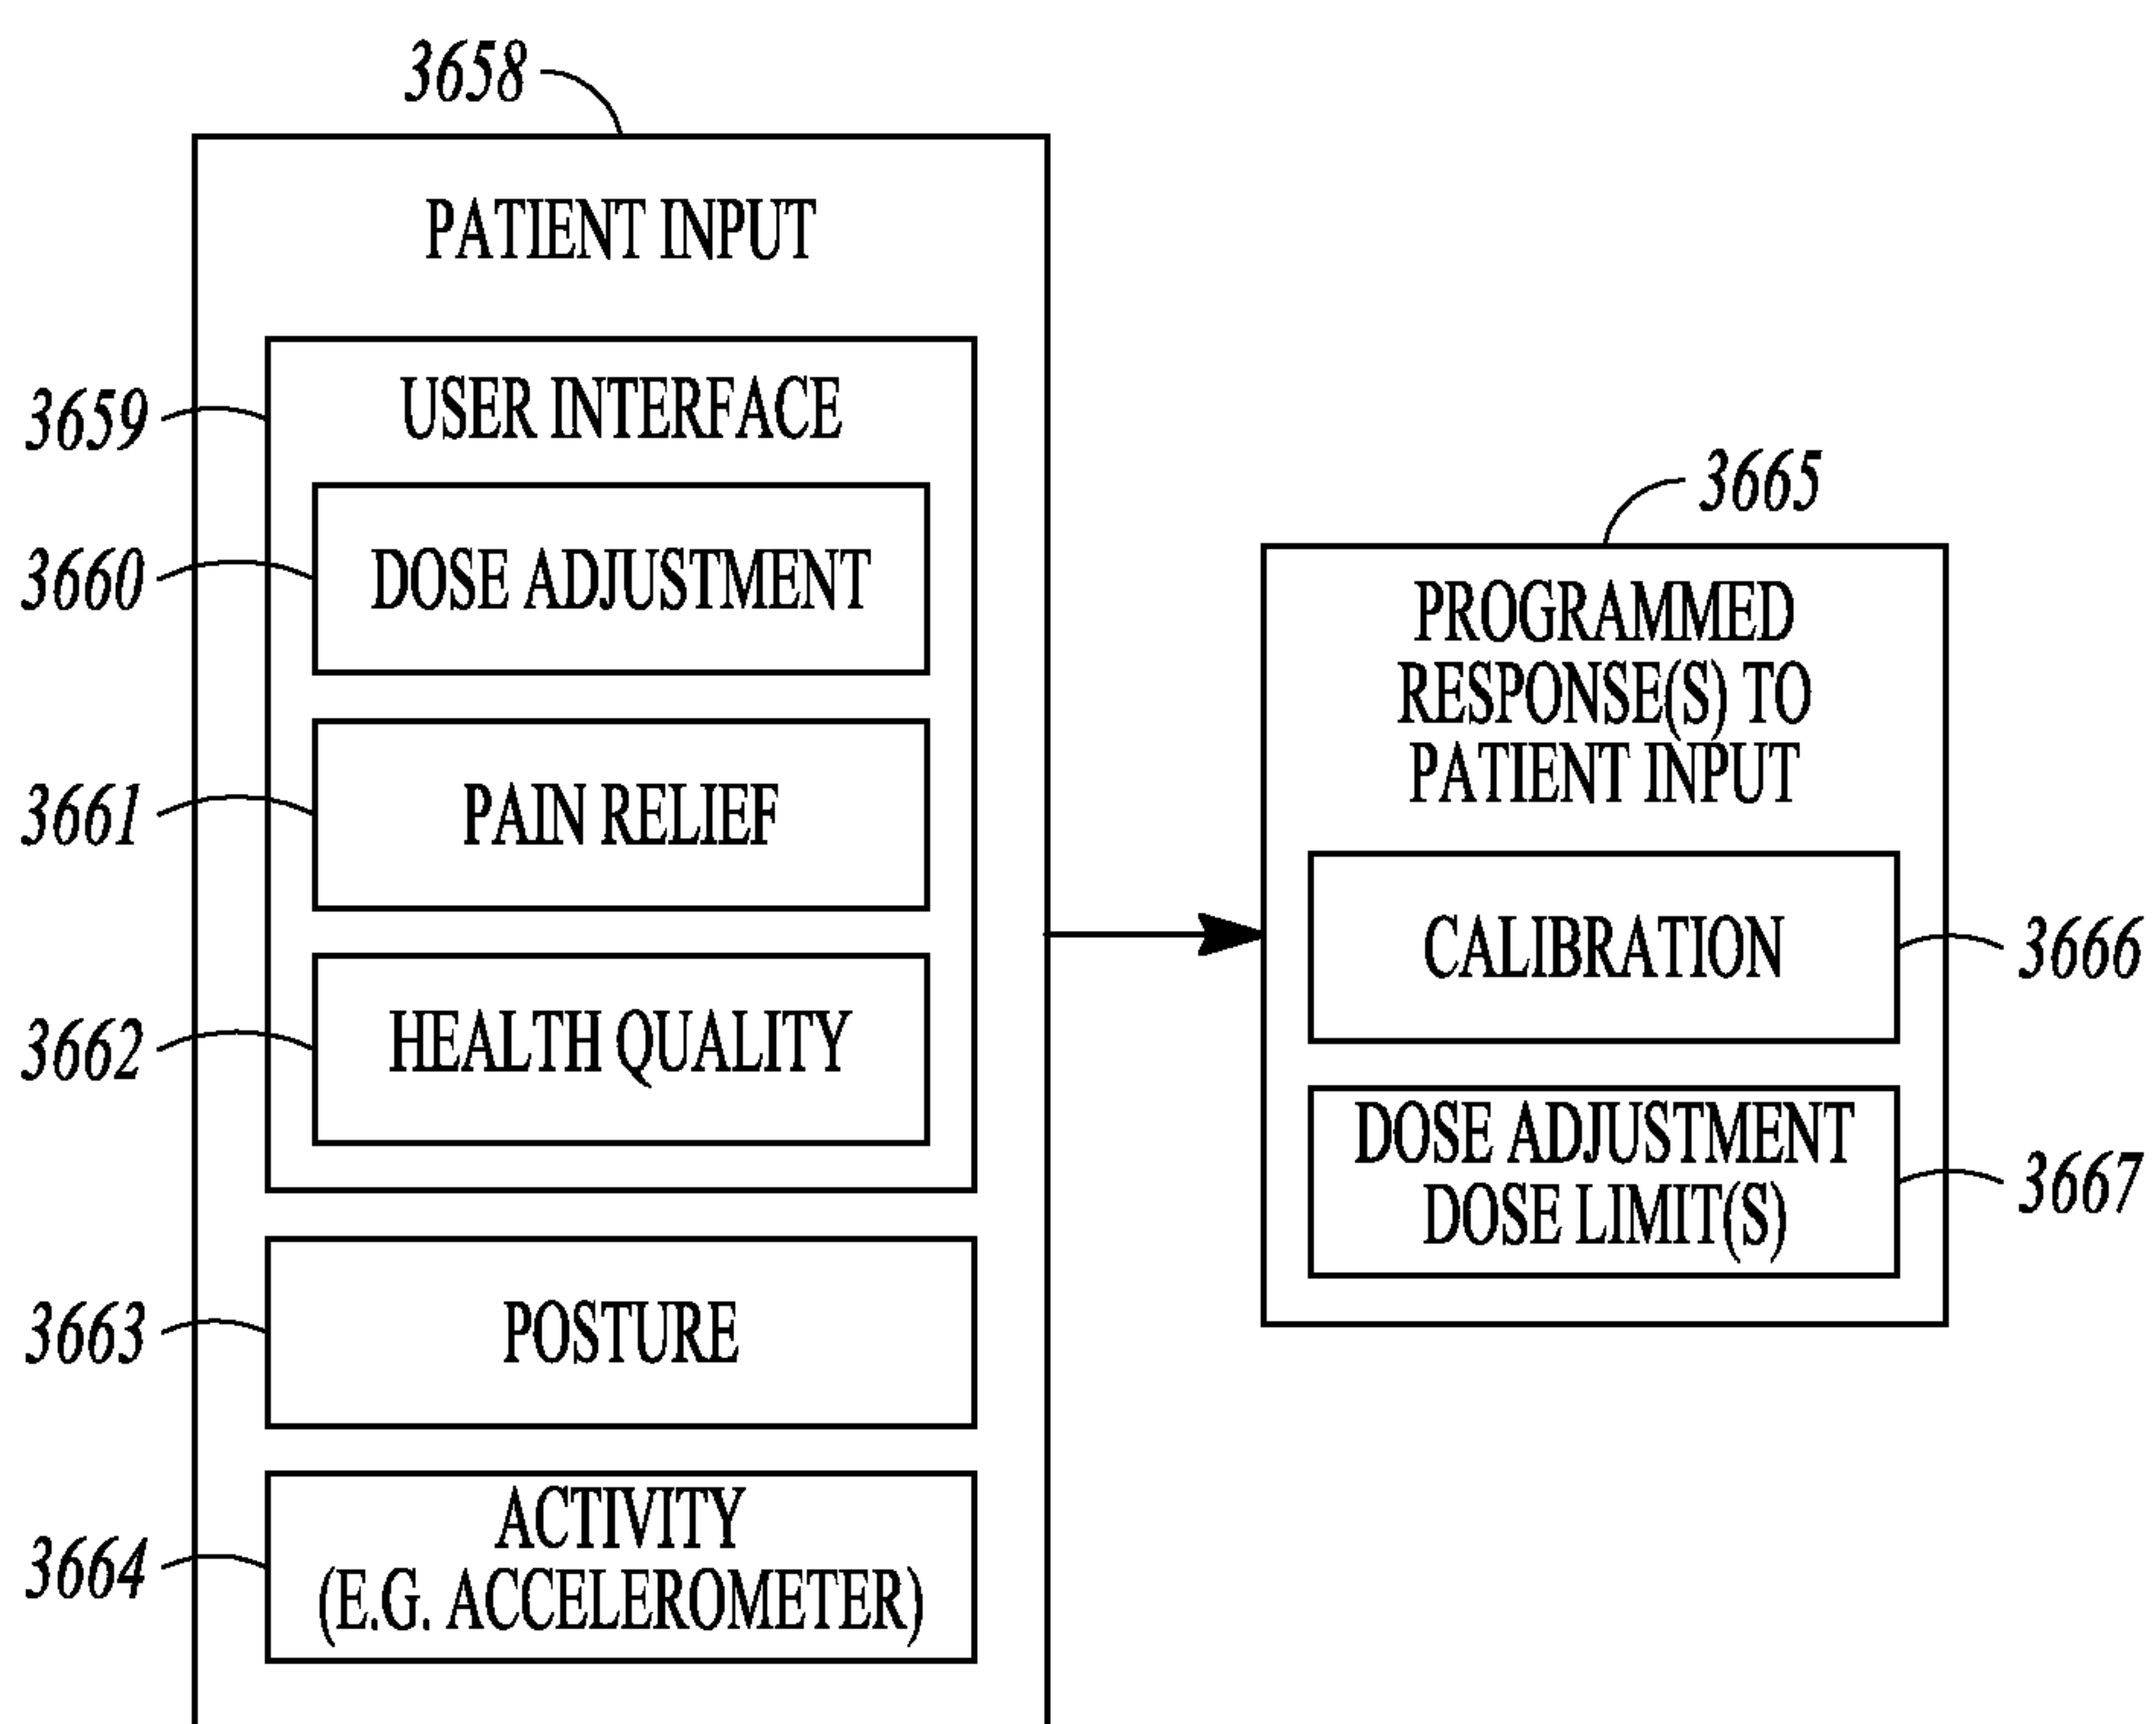 3658
PATIENT INPUT
3659
USER INTERFACE
3660
DOSE ADJUSTMENT
3661
PAIN RELIEF
3662
HEALTH QUALITY
3663
POSTURE
3664
ACTIVITY
(E.G. ACCELEROMETER)
3665
PROGRAMMED
RESPONSE(S) TO
PATIENT INPUT
CALIBRATION
3666
DOSE ADJUSTMENT
DOSE LIMIT(S)
3667